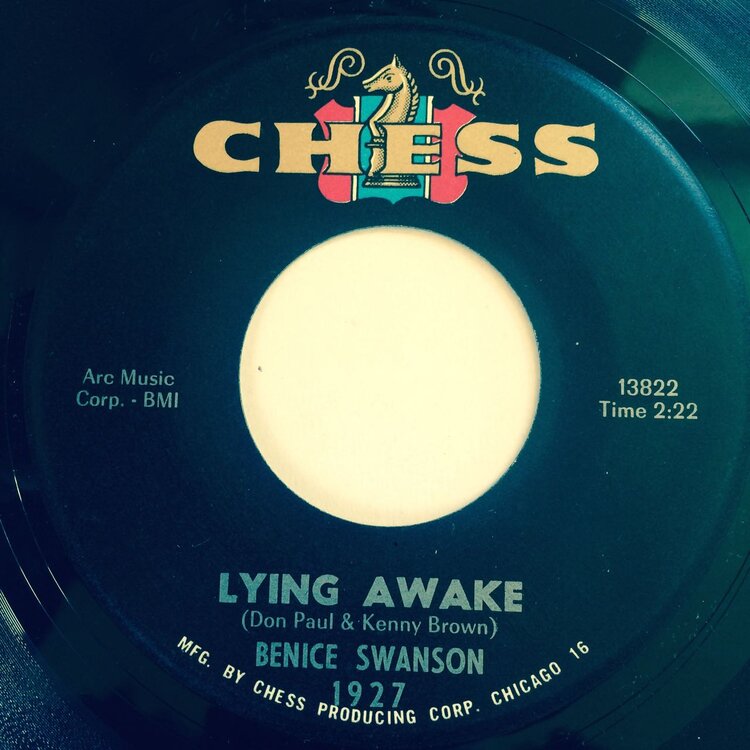 CHESS
Arc Music
Corp. - BMI
13822
Time 2:22
LYING AWAKE
(Don Paul & Kenny Brown)
BENICE SWANSON
1927
MFG. BY CHESS PRODUCING CORP. CHICAGO 16